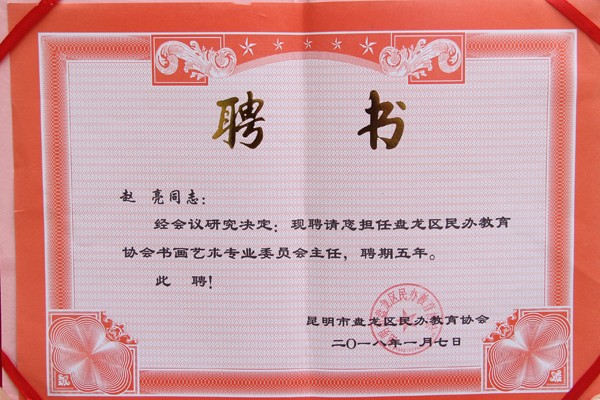 聘 书
赵 亮同志：
经会议研究决定：现聘请您担任盘龙区民办教育
协会书画艺术专业委员会主任，聘期五年。
此 聘！
昆明市盘龙区民办教育协会
二〇一八年一月七日